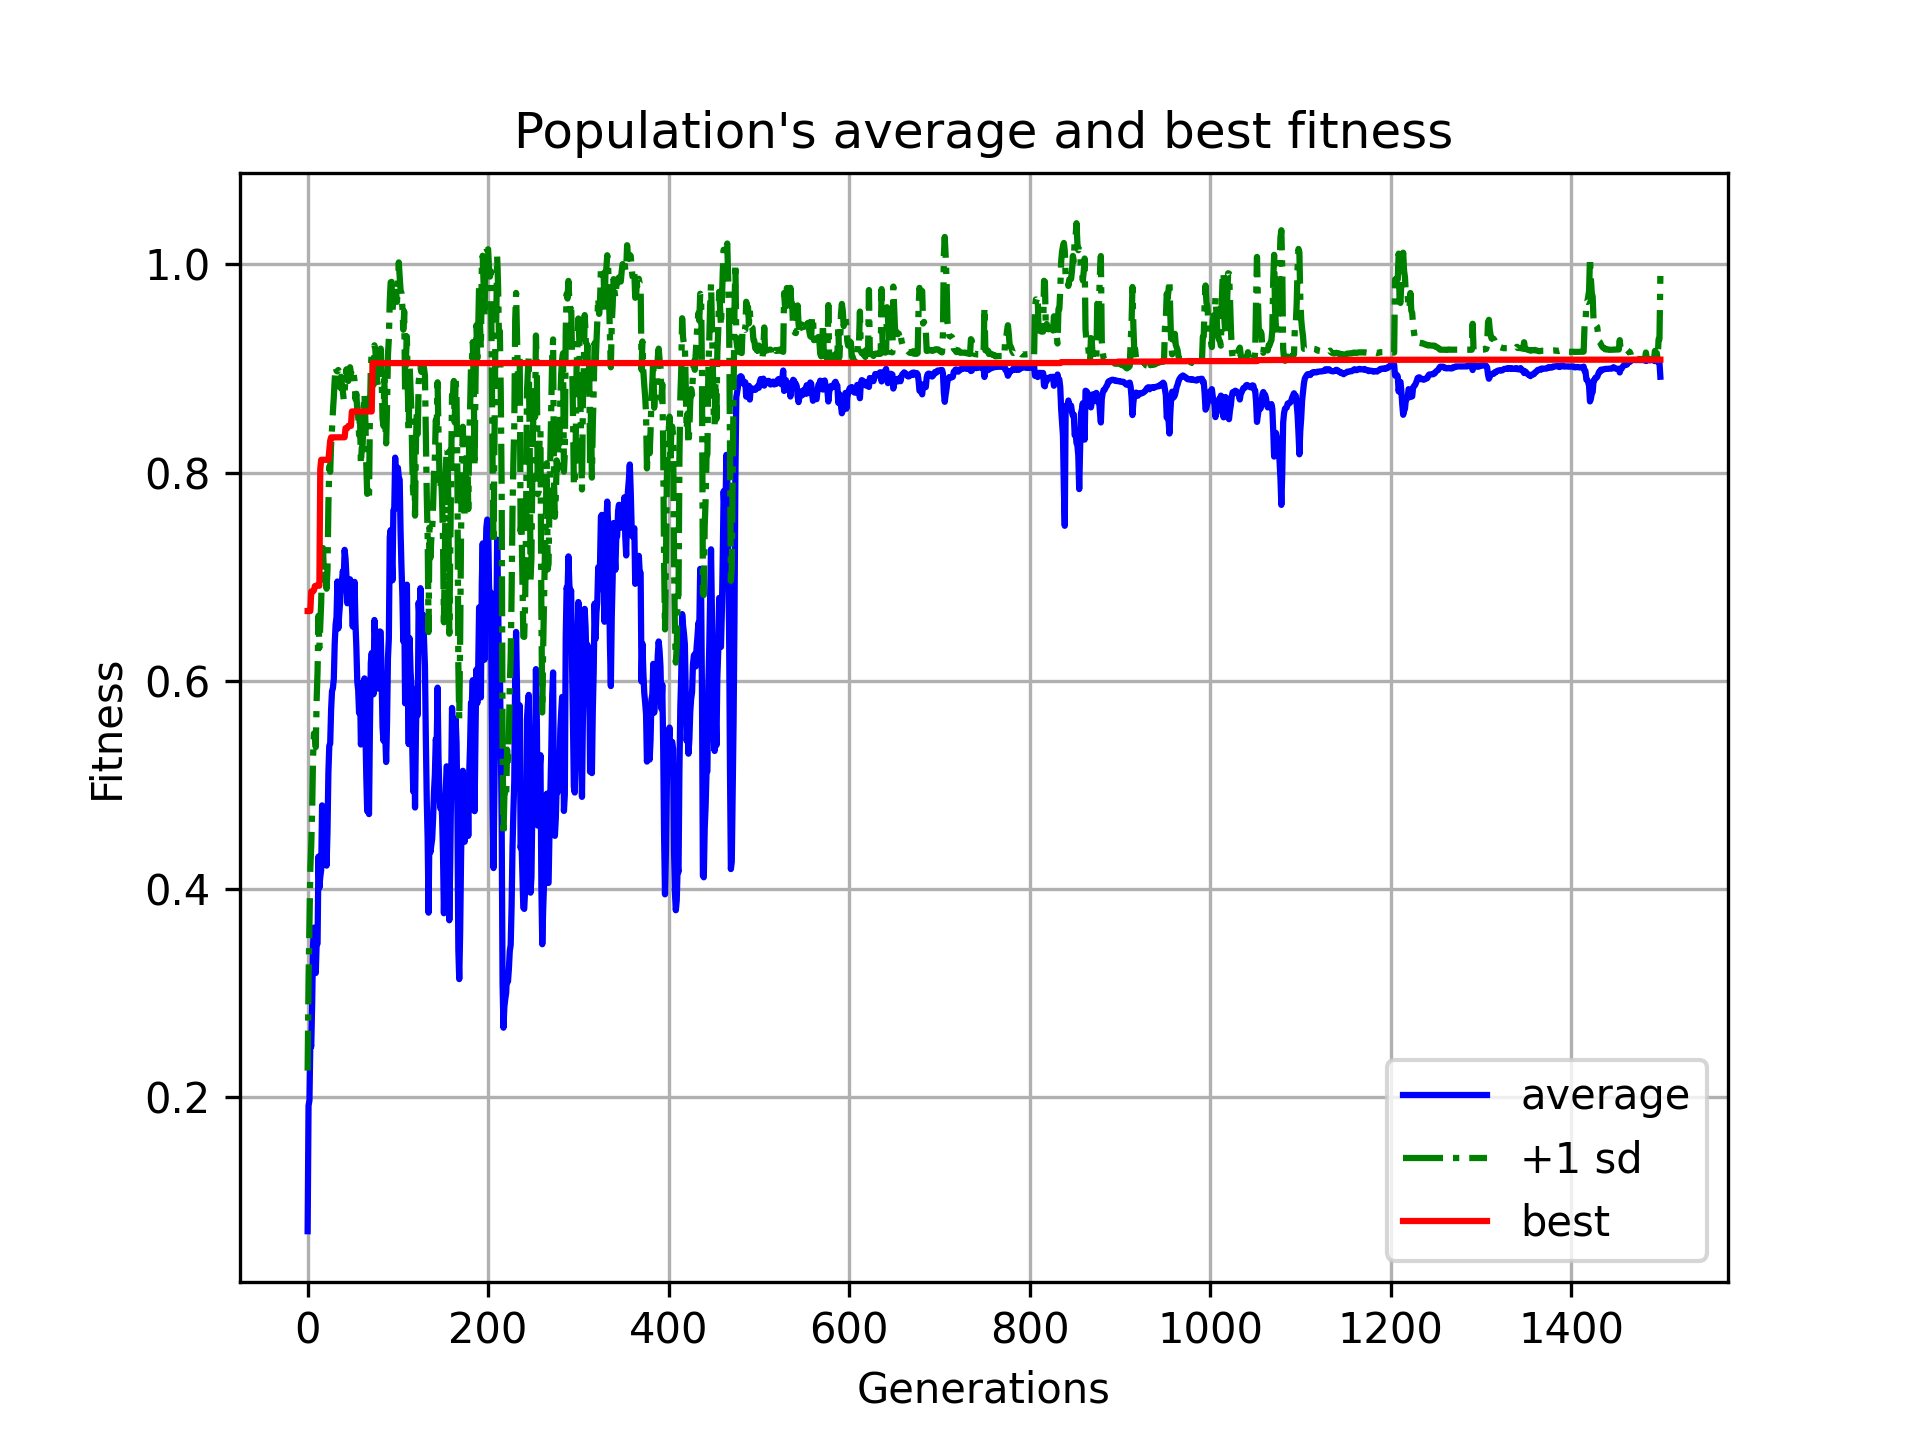 Population's average and best fitness
1.0
0.8
0.6
0.4
0.2
Fitness
0 200 400 600 800 1000 1200 1400
Generations
average
+1 sd
best